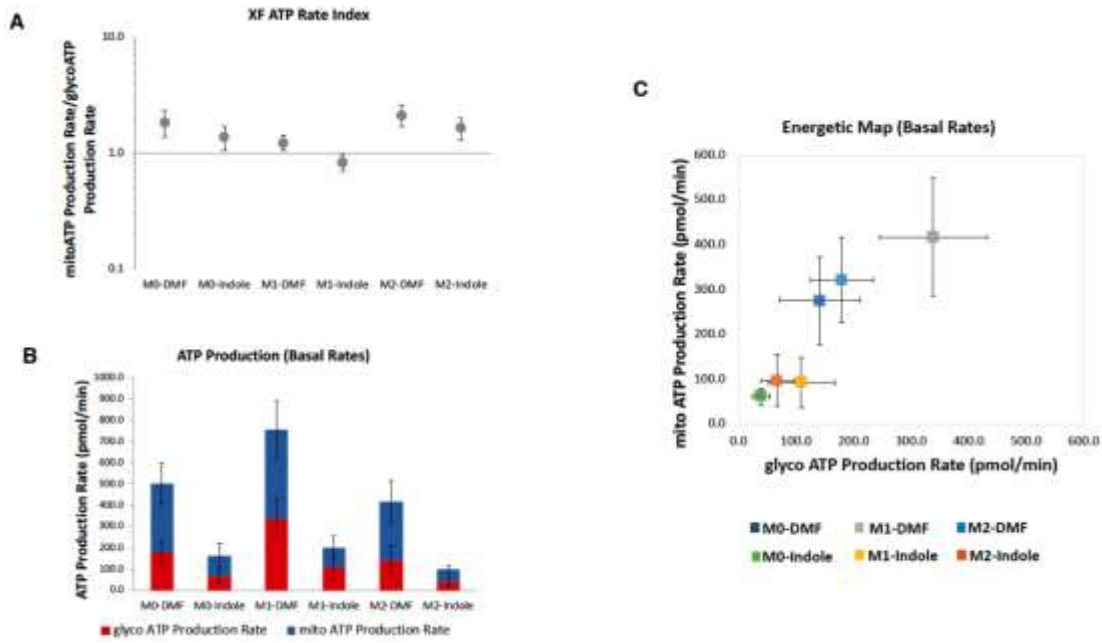 A
XF ATP Rate Index
mitoATP Production Rate/glycoATP
Production Rate
10.0
1.0
0.1
M0-DMF M0-Indole M1-DMF M1-Indole M2-DMF M2-Indole
B
ATP Production (Basal Rates)
ATP Production Rate (pmol/min)
1000.0
900.0
800.0
700.0
600.0
500.0
400.0
300.0
200.0
100.0
0.0
M0-DMF M0-Indole M1-DMF M1-Indole M2-DMF M2-Indole
glyco ATP Production Rate mito ATP Production Rate
C
Energetic Map (Basal Rates)
mito ATP Production Rate (pmol/min)
600.0
500.0
400.0
300.0
200.0
100.0
0.0
0.0 100.0 200.0 300.0 400.0 500.0 600.0
glyco ATP Production Rate (pmol/min)
M0-DMF M1-DMF M2-DMF
M0-Indole M1-Indole M2-Indole